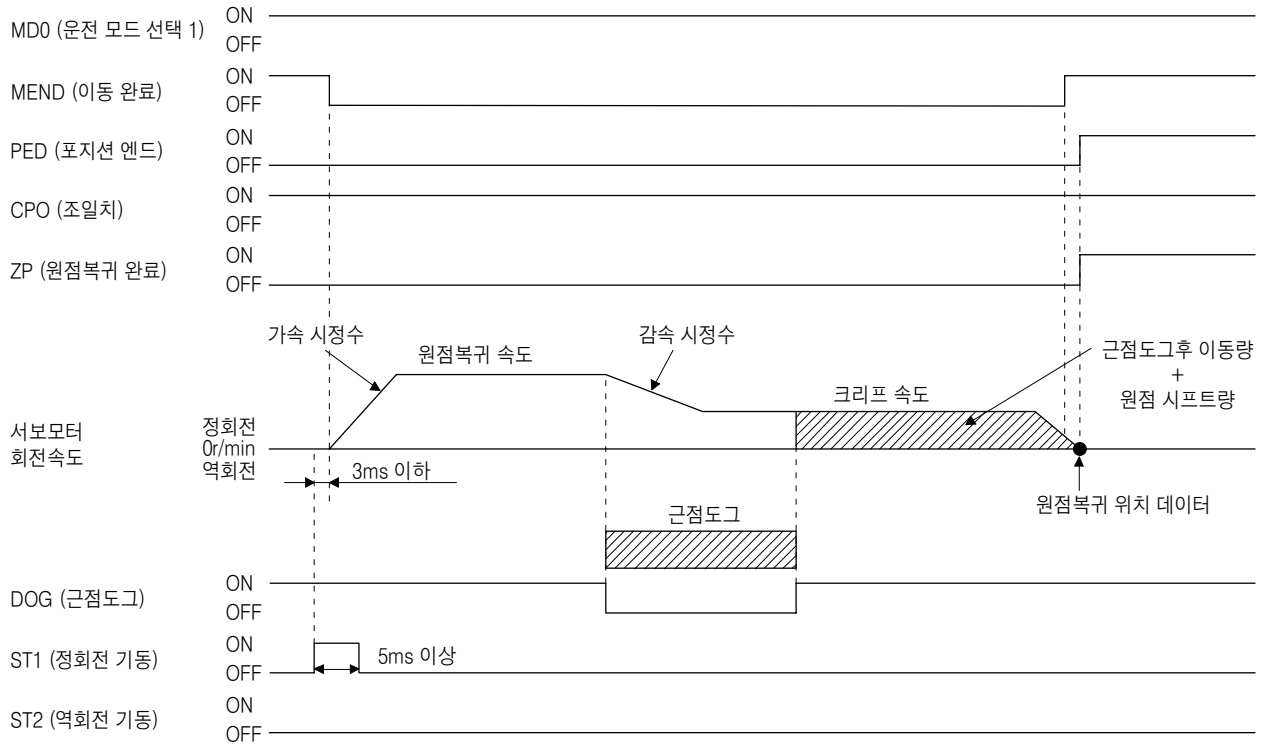 MD0 (운전 모드 선택 1)
ON
OFF
MEND (이동 완료)
ON
OFF
PED (포지션 엔드)
ON
OFF
CPO (조일치)
ON
OFF
ZP (원점복귀 완료)
ON
OFF
가속 시정수
원점복귀 속도
감속 시정수
크리프 속도
근점도그후 이동량
+
원점 시프트량
서보모터
회전속도
정회전
0r/min
역회전
3ms 이하
원점복귀 위치 데이터
근점도그
DOG (근점도그)
ON
OFF
ST1 (정회전 기동)
ON
OFF
5ms 이상
ST2 (역회전 기동)
ON
OFF